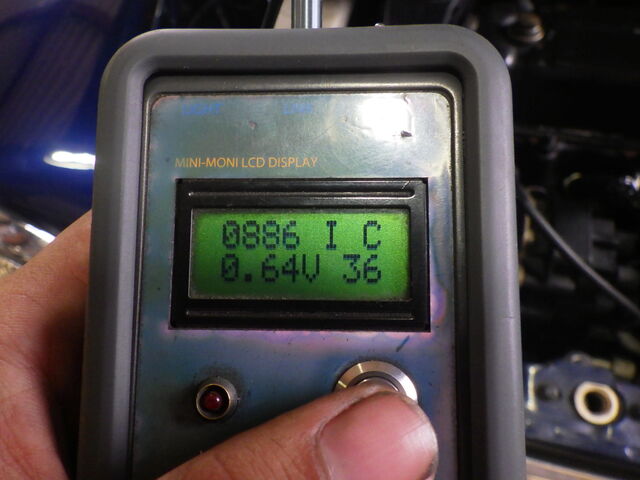 MINI-MONI LCD DISPLAY
0886 I C
0.64V 36